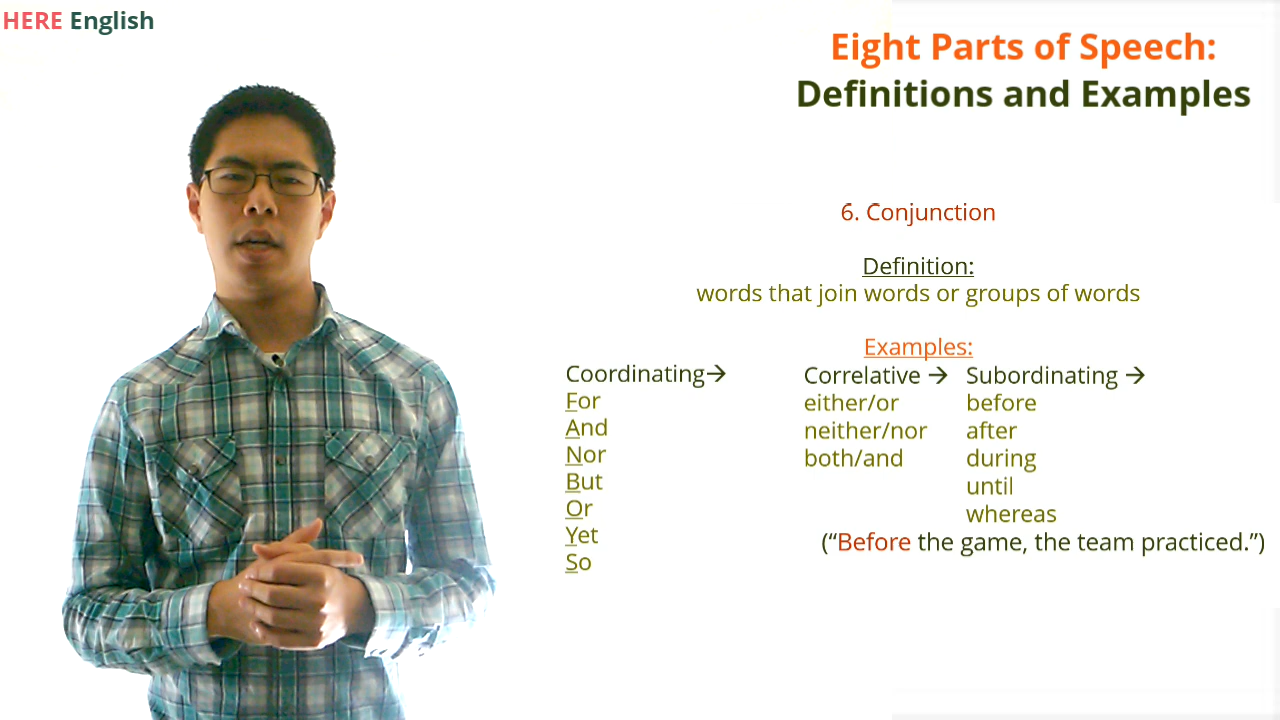 HERE English
Eight Parts of Speech:
Definitions and Examples
6. Conjunction
Definition:
words that join words or groups of words
Examples:
Coordinating→
For
And
Nor
But
Or
Yet
So
Correlative →
either/or
neither/nor
both/and
Subordinating →
before
after
during
until
whereas
(“Before the game, the team practiced.”)